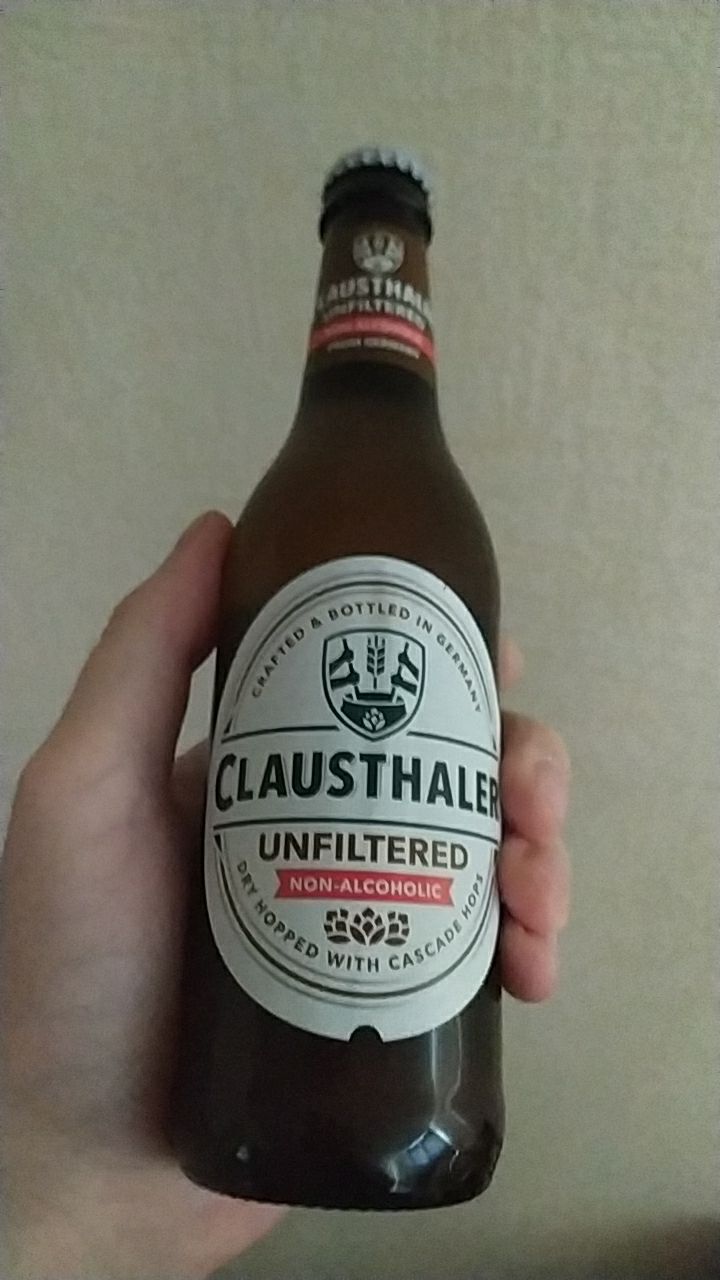 CLAUSTHALER
UNFILTERED
CRAFTED & BOTTLED IN GERMANY
CLAUSTHALER
UNFILTERED
NON-ALCOHOLIC
DRY HOPPED WITH CASCADE HOPS